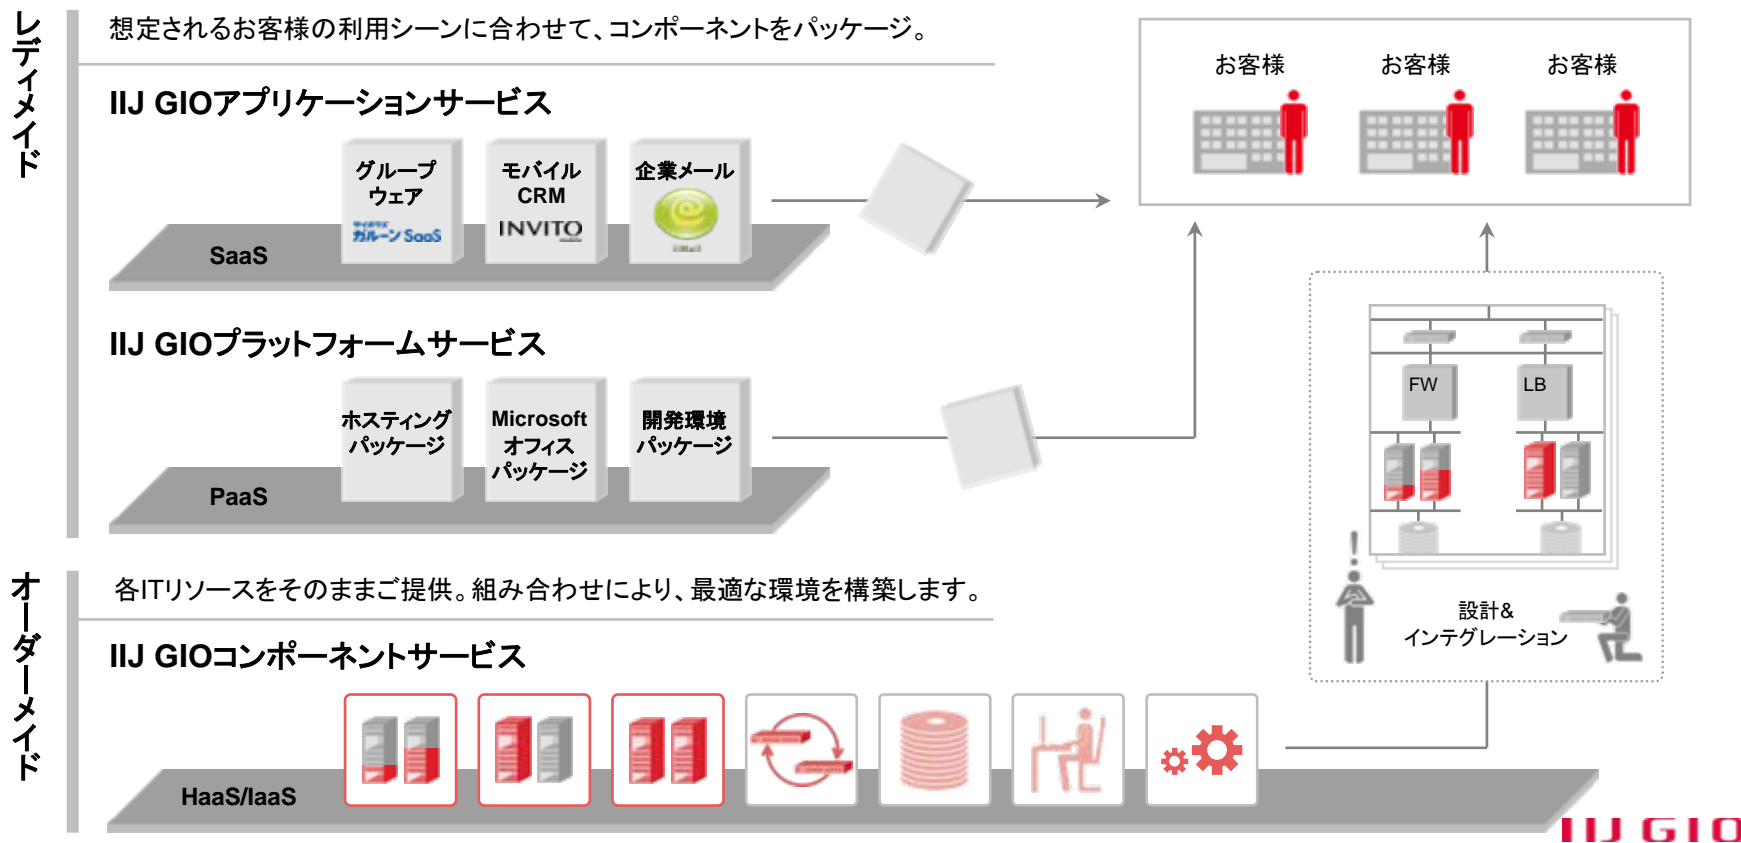 レディメイド
想定されるお客様の利用シーンに合わせて、コンポーネントをパッケージ。
IIJ GIOアプリケーションサービス
グループ
ウェア
サイボウズ
ガルーン SaaS
モバイル
CRM
INVITO
企業メール
SaaS
お客様
お客様
お客様
IIJ GIOプラットフォームサービス
ホスティング
パッケージ
Microsoft
オフィス
パッケージ
開発環境
パッケージ
PaaS
FW
LB
!
設計&
インテグレーション
オーダーメイド
各ITリソースをそのままご提供。組み合わせにより、最適な環境を構築します。
IIJ GIOコンポーネントサービス
HaaS/IaaS
IIJ GIO